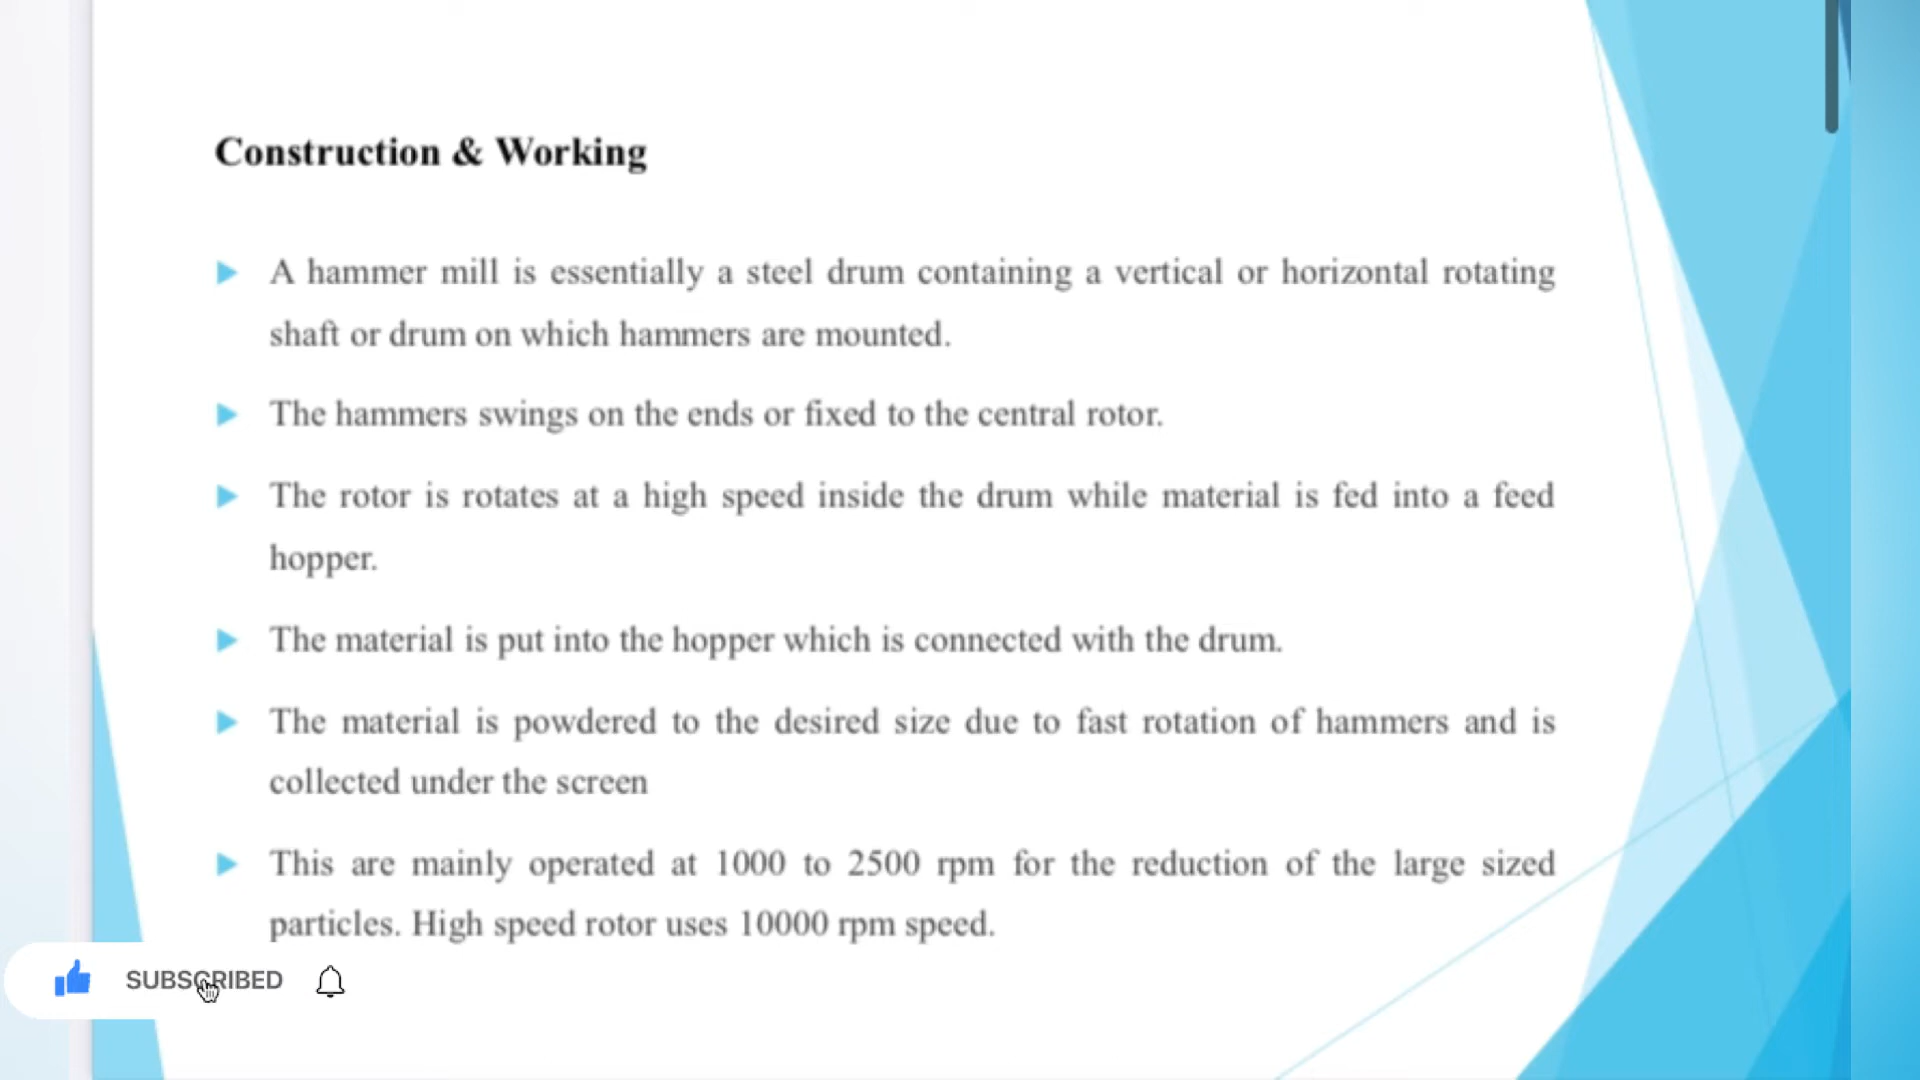 Construction & Working
A hammer mill is essentially a steel drum containing a vertical or horizontal rotating
shaft or drum on which hammers are mounted.
The hammers swings on the ends or fixed to the central rotor.
The rotor is rotates at a high speed inside the drum while material is fed into a feed
hopper.
The material is put into the hopper which is connected with the drum.
The material is powdered to the desired size due to fast rotation of hammers and is
collected under the screen
This are mainly operated at 1000 to 2500 rpm for the reduction of the large sized
particles. High speed rotor uses 10000 rpm speed.
SUBSCRIBED